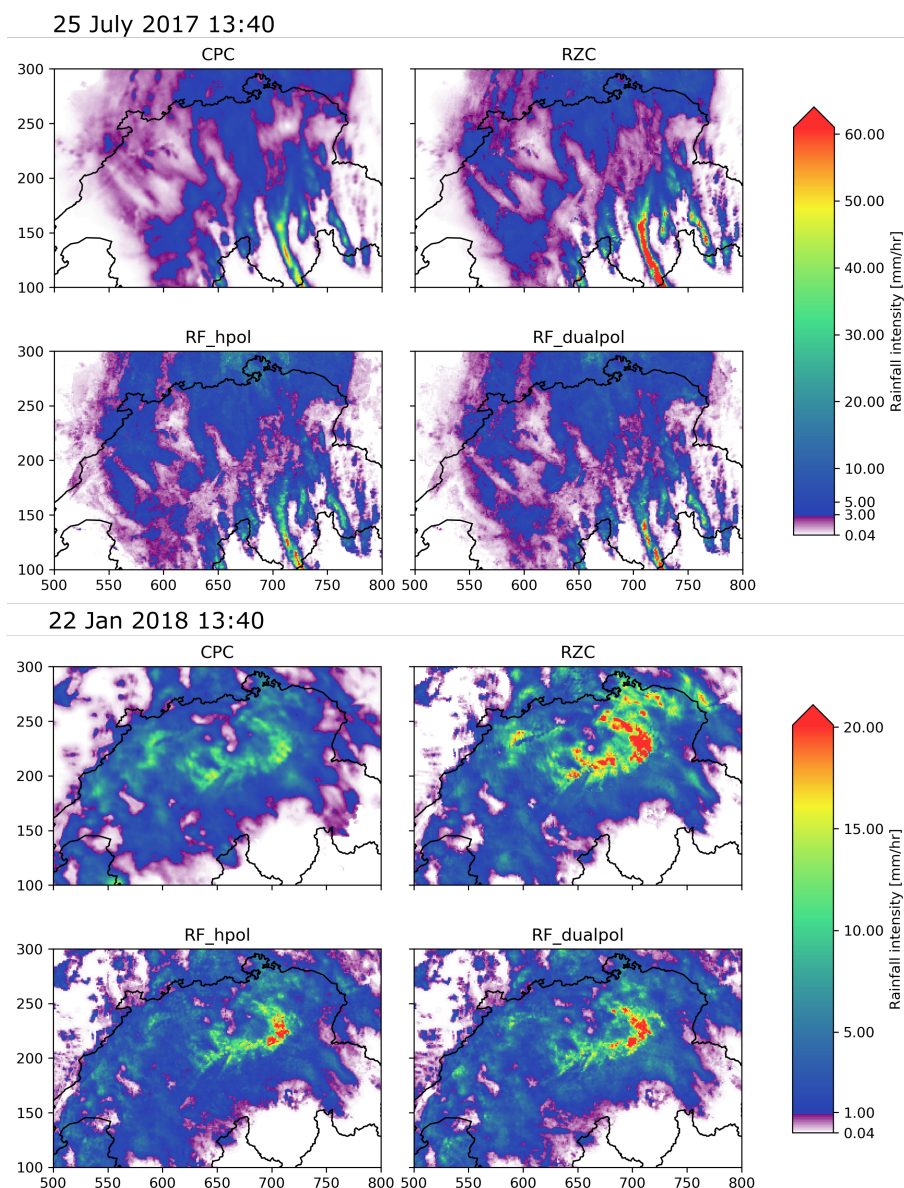 25 July 2017 13:40
CPC
RZC
300
250
200
150
100
60.00
50.00
40.00
30.00
20.00
10.00
5.00
3.00
0.04
Rainfall intensity [mm/hr]
RF_hpol
RF_dualpol
300
250
200
150
100
500 550 600 650 700 750 800
500 550 600 650 700 750 800
22 Jan 2018 13:40
CPC
RZC
300
250
200
150
100
20.00
15.00
10.00
5.00
1.00
0.04
Rainfall intensity [mm/hr]
RF_hpol
RF_dualpol
300
250
200
150
100
500 550 600 650 700 750 800
500 550 600 650 700 750 800